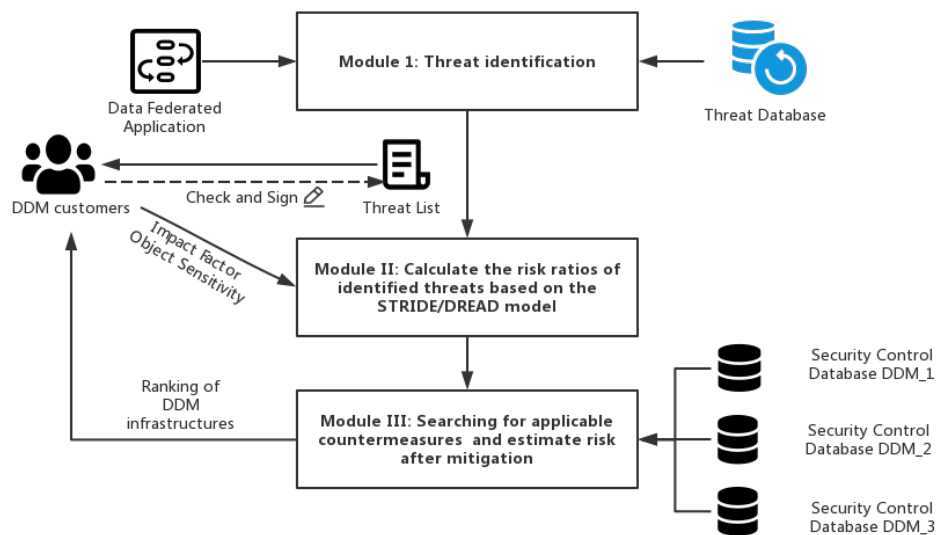 Module 1: Threat identification
Data Federated
Application
Threat Database
Check and Sign
DDM customers
Threat List
Impact Factor
Object Sensitivity
Module II: Calculate the risk ratios of
identified threats based on the
STRIDE/DREAD model
Security Control
Database DDM_1
Ranking of
DDM
infrastructures
Module III: Searching for applicable
countermeasures and estimate risk
after mitigation
Security Control
Database DDM_2
Security Control
Database DDM_3